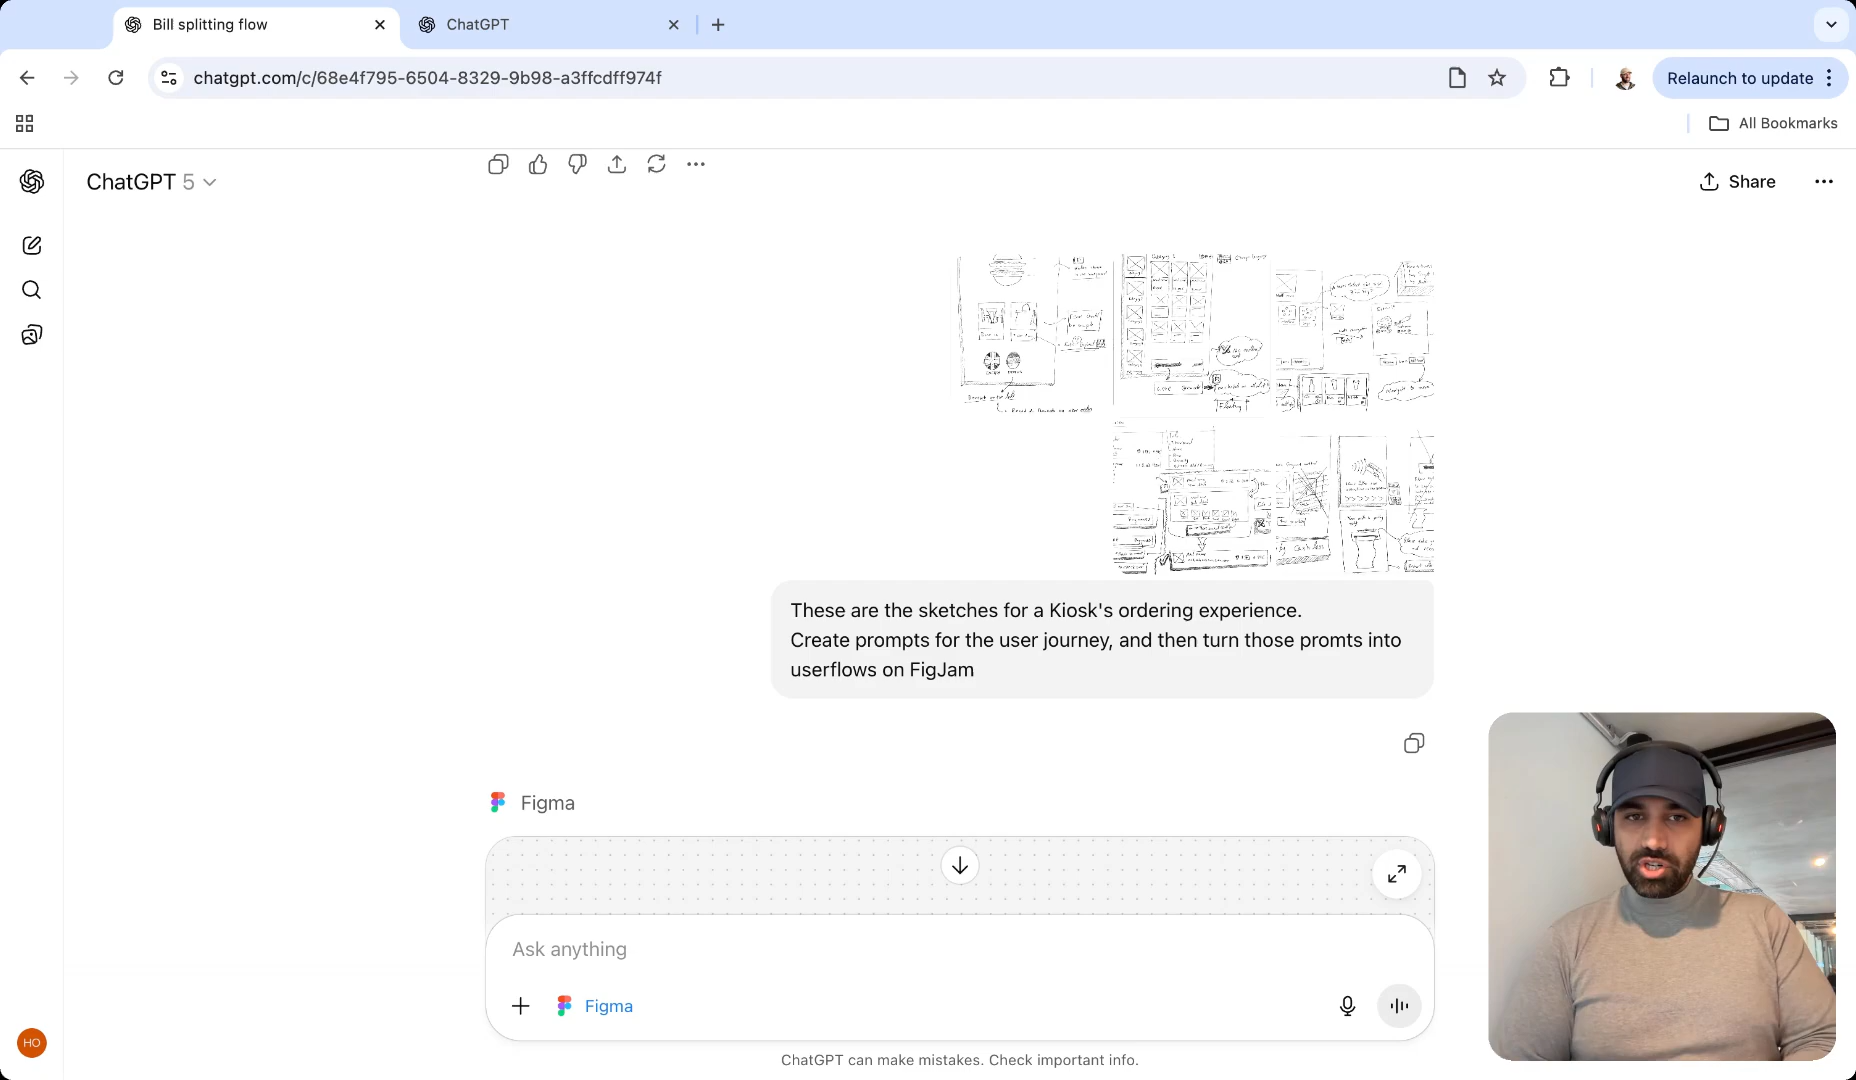 Bill splitting flow
ChatGPT
chatgpt.com/c/68e4f795-6504-8329-9b98-a3ffcdff974f
Relaunch to update
All Bookmarks
ChatGPT 5
Share
These are the sketches for a Kiosk's ordering experience.
Create prompts for the user journey, and then turn those promts into
userflows on FigJam
Figma
Ask anything
Figma
HO
ChatGPT can make mistakes. Check important info.